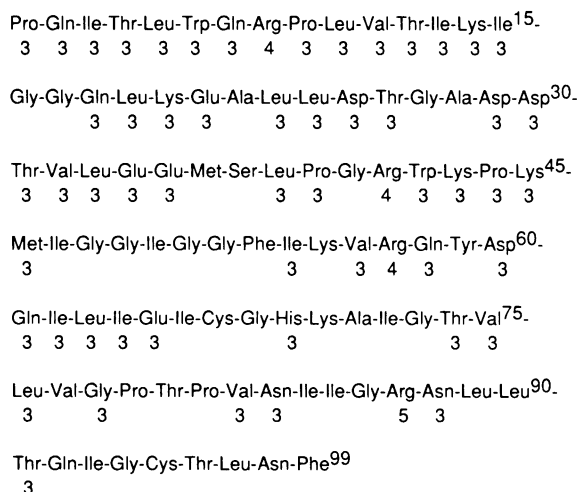 Pro-Gln-Ile-Thr-Leu-Trp-Gln-Arg-Pro-Leu-Val-Thr-Ile-Lys-Ile15-
3 3 3 3 3 3 3 4 3 3 3 3 3 3 3
Gly-Gly-Gln-Leu-Lys-Glu-Ala-Leu-Leu-Asp-Thr-Gly-Ala-Asp-Asp30-
3 3 3 3 3 3 3 3 3 3
Thr-Val-Leu-Glu-Glu-Met-Ser-Leu-Pro-Gly-Arg-Trp-Lys-Pro-Lys45-
3 3 3 3 3 3 3 4 3 3 3 3
Met-Ile-Gly-Gly-Ile-Gly-Gly-Phe-Ile-Lys-Val-Arg-Gln-Tyr-Asp60-
3 3 3 4 3 3
Gln-Ile-Leu-Ile-Glu-Ile-Cys-Gly-His-Lys-Ala-Ile-Gly-Thr-Val75-
3 3 3 3 3 3 3 3
Leu-Val-Gly-Pro-Thr-Pro-Val-Asn-Ile-Ile-Gly-Arg-Asn-Leu-Leu90-
3 3 3 3 5 3
Thr-Gln-Ile-Gly-Cys-Thr-Leu-Asn-Phe99
3